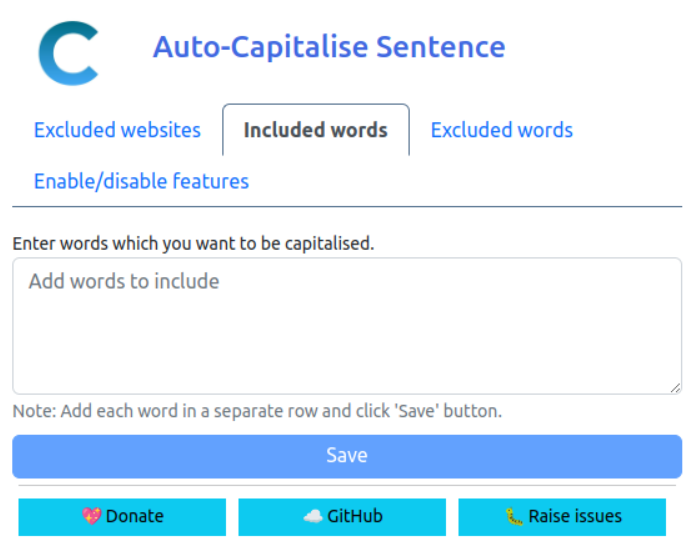 Auto-Capitalise Sentence
Excluded websites Included words Excluded words
Enable/disable features
Enter words which you want to be capitalised.
Add words to include
Note: Add each word in a separate row and click 'Save' button.
Save
💖 Donate ☁️ GitHub 🐛 Raise issues